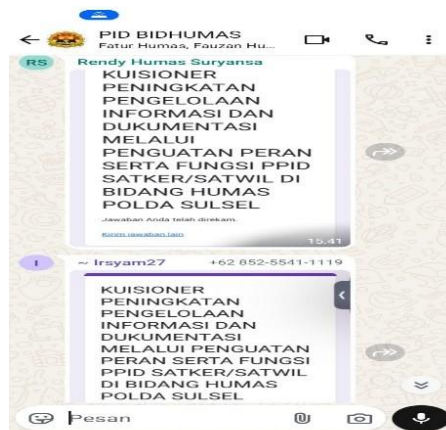 PID BIDHUMAS
Fatur Humas, Fauzan Hu...
RS
Rendy Humas Suryansa
KUISIONER
PENINGKATAN
PENGELOLAAN
INFORMASI DAN
DUKUMENTASI
MELALUI
PENGUATAN PERAN
SERTA FUNGSI PPID
SATKER/SATWIL DI
BIDANG HUMAS
POLDA SULSEL
Jawaban Anda telah direkam.
Kirim jawaban lain
15.41
I
~ Irsyam27 +62 852-5541-1119
KUISIONER
PENINGKATAN
PENGELOLAAN
INFORMASI DAN
DUKUMENTASI
MELALUI PENGUATAN
PERAN SERTA FUNGSI
PPID SATKER/SATWIL
DI BIDANG HUMAS
POLDA SULSEL
Pesan